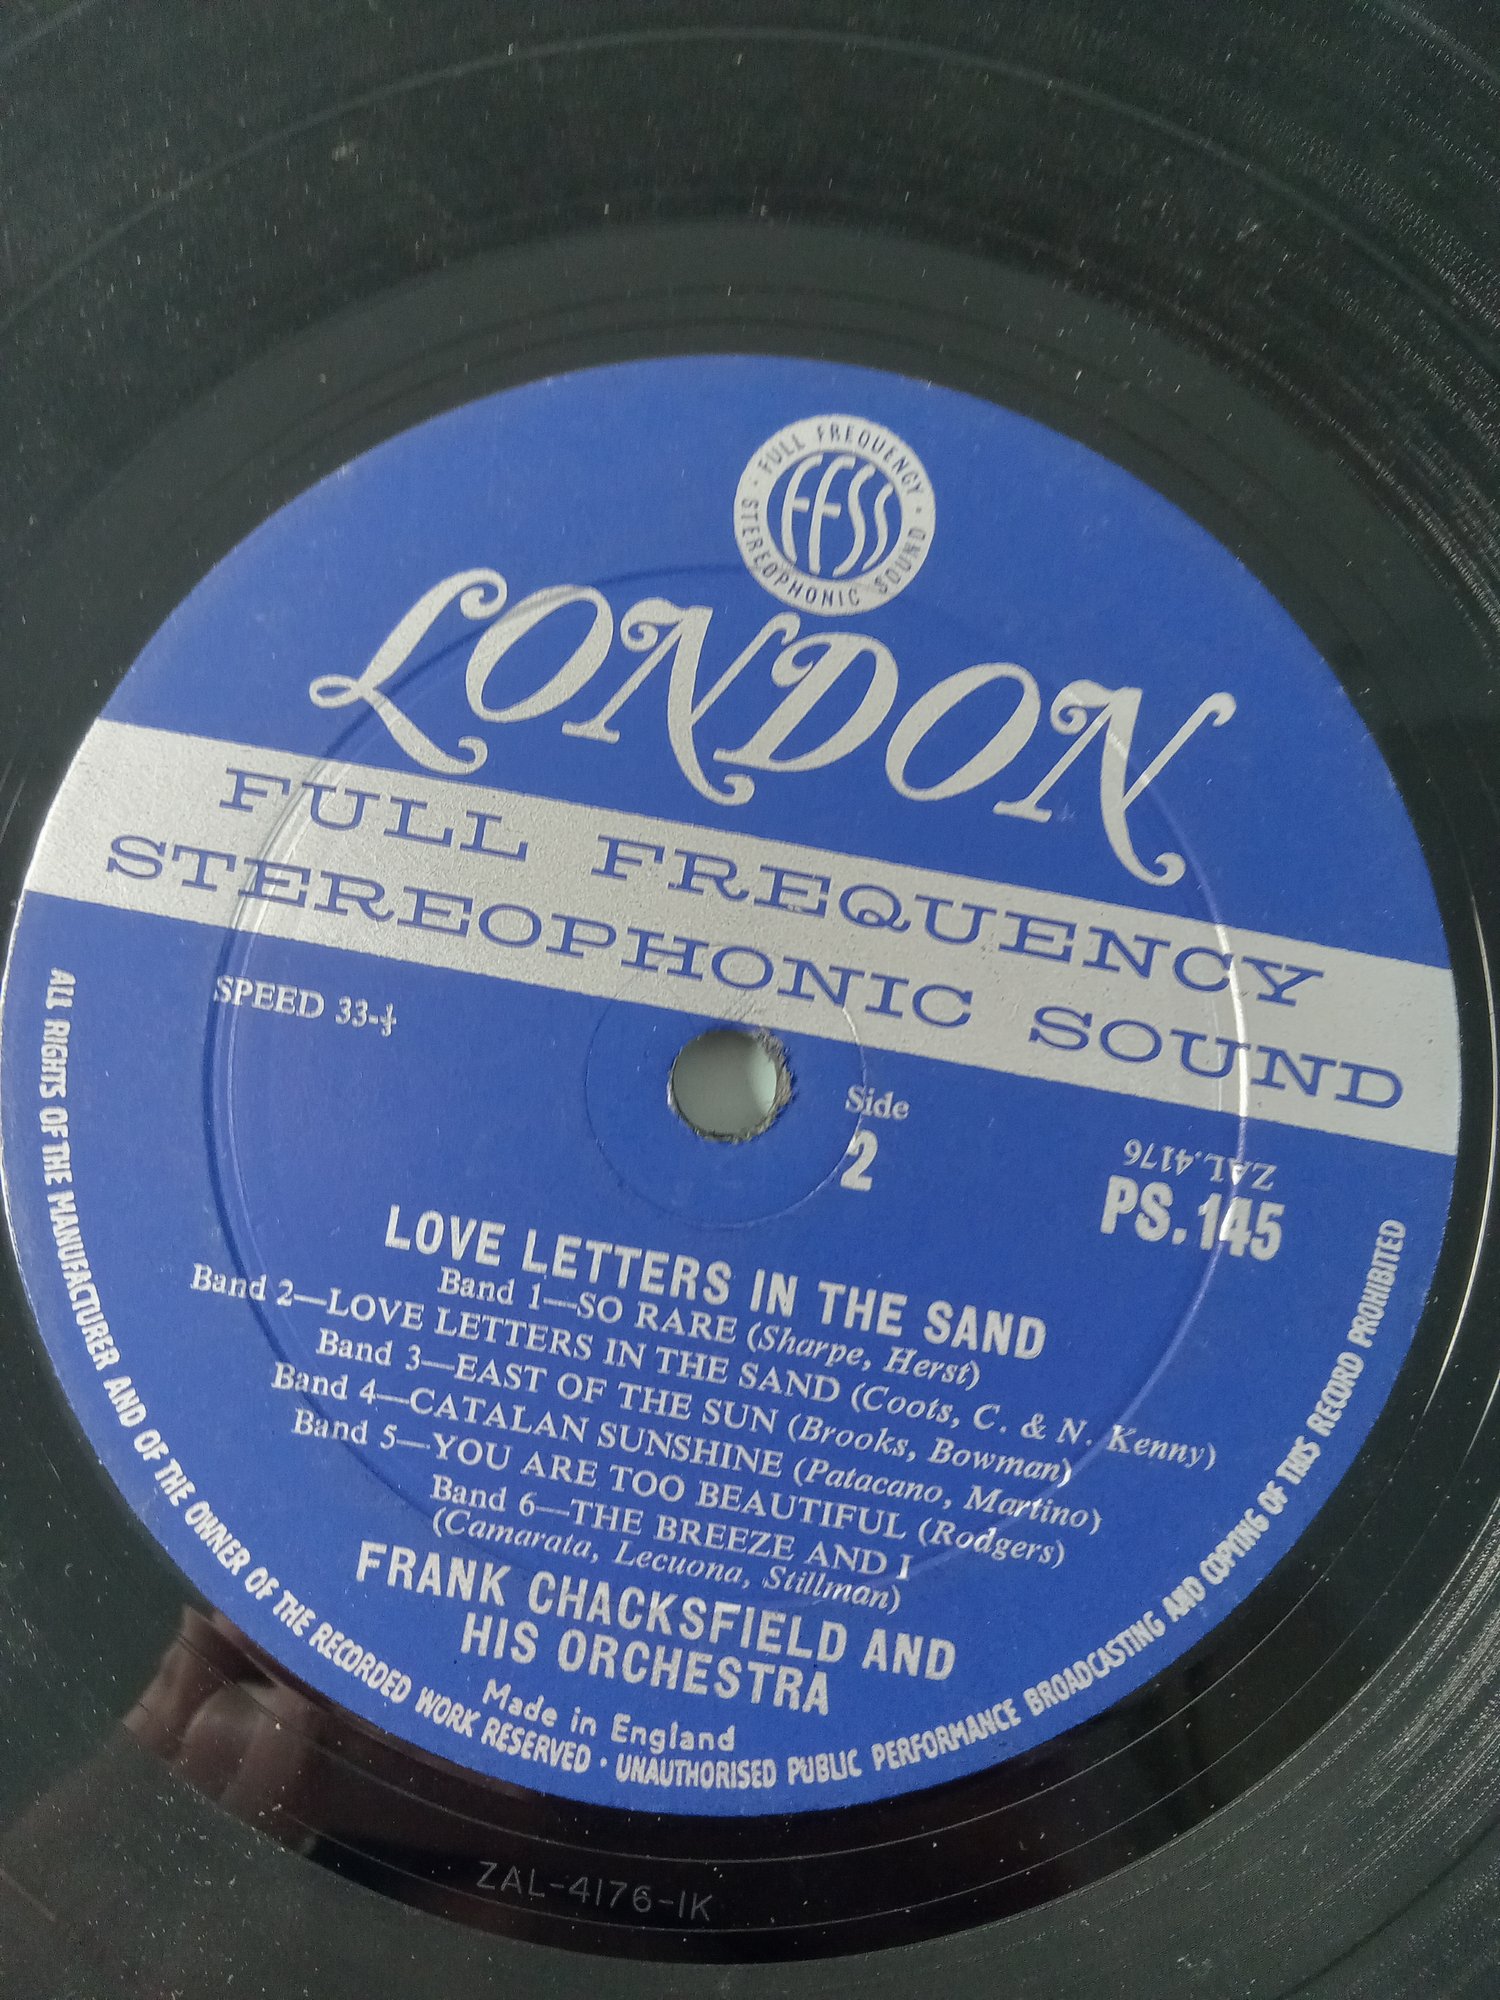 FULL FREQUENCY
FFSS
· STEREOPHONIC SOUND ·
LONDON
FULL FREQUENCY
STEREOPHONIC SOUND
SPEED 33-⅓
Side
2
ZAL.4176
PS.145
LOVE LETTERS IN THE SAND
Band 1—SO RARE (Sharpe, Herst)
Band 2—LOVE LETTERS IN THE SAND (Coots, C. & N. Kenny)
Band 3—EAST OF THE SUN (Brooks, Bowman)
Band 4—CATALAN SUNSHINE (Patacano, Martino)
Band 5—YOU ARE TOO BEAUTIFUL (Rodgers)
Band 6—THE BREEZE AND I
(Camarata, Lecuona, Stillman)
FRANK CHACKSFIELD AND
HIS ORCHESTRA
Made in England
ALL RIGHTS OF THE MANUFACTURER AND OF THE OWNER OF THE RECORDED WORK RESERVED · UNAUTHORISED PUBLIC PERFORMANCE BROADCASTING AND COPYING OF THIS RECORD PROHIBITED
ZAL-4176-1K